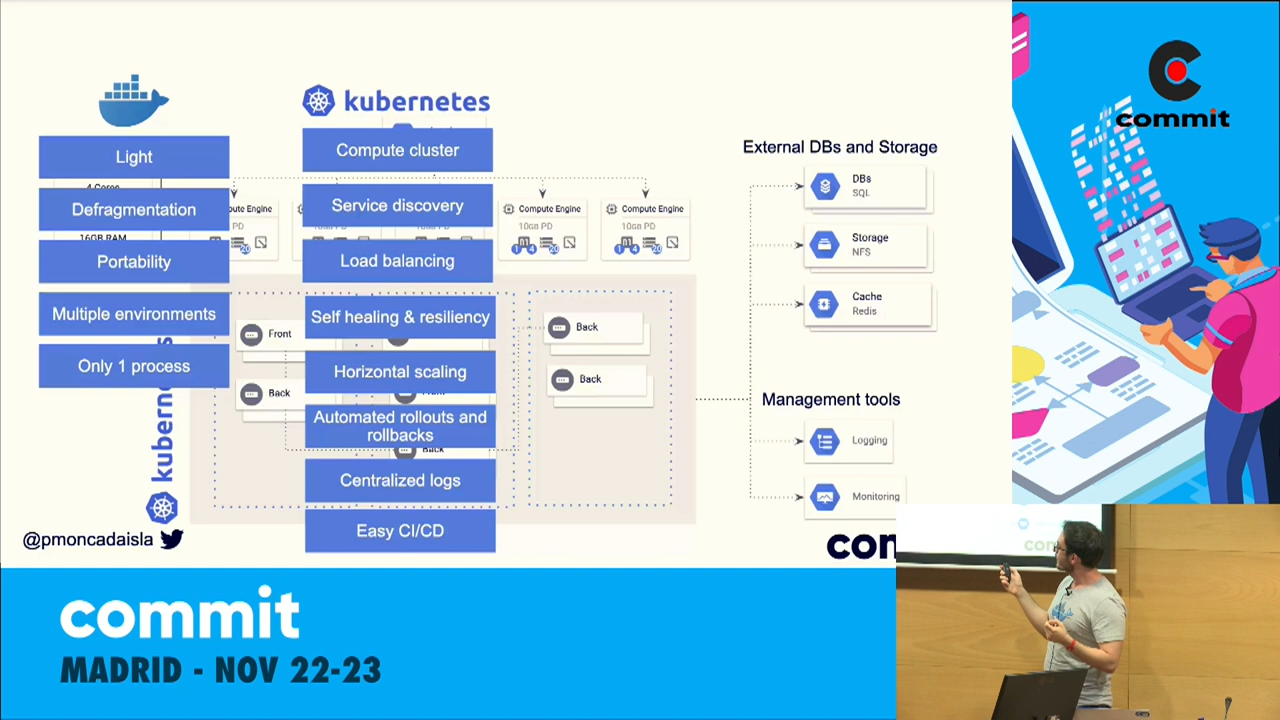 kubernetes
Light
Defragmentation
Portability
Multiple environments
Only 1 process
Compute cluster
Service discovery
Load balancing
Self healing & resiliency
Horizontal scaling
Automated rollouts and
rollbacks
Centralized logs
Easy CI/CD
4 Cores
16GB RAM
Compute Engine
10GB PD
Compute Engine
10GB PD
Front
Back
Back
Back
Back
External DBs and Storage
DBs
SQL
Storage
NFS
Cache
Redis
Management tools
Logging
Monitoring
@pmoncadaisla
com
commit
commit
MADRID - NOV 22-23